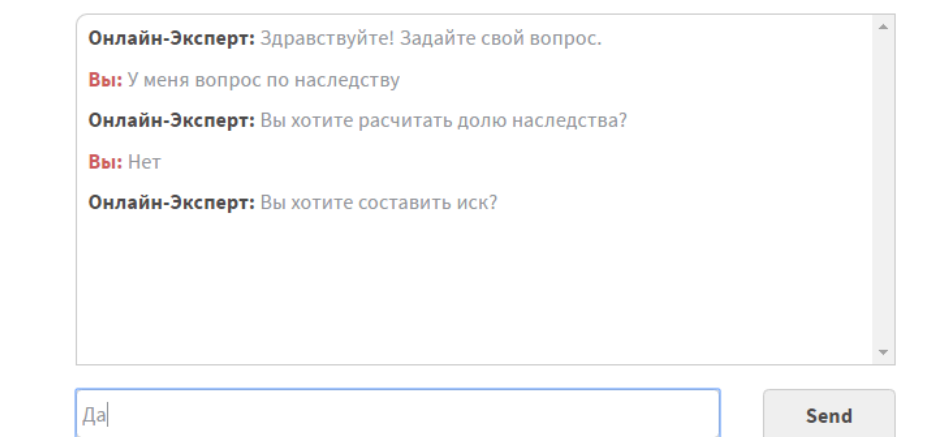 Онлайн-Эксперт: Здравствуйте! Задайте свой вопрос.
Вы: У меня вопрос по наследству
Онлайн-Эксперт: Вы хотите расчитать долю наследства?
Вы: Нет
Онлайн-Эксперт: Вы хотите составить иск?
Да
Send